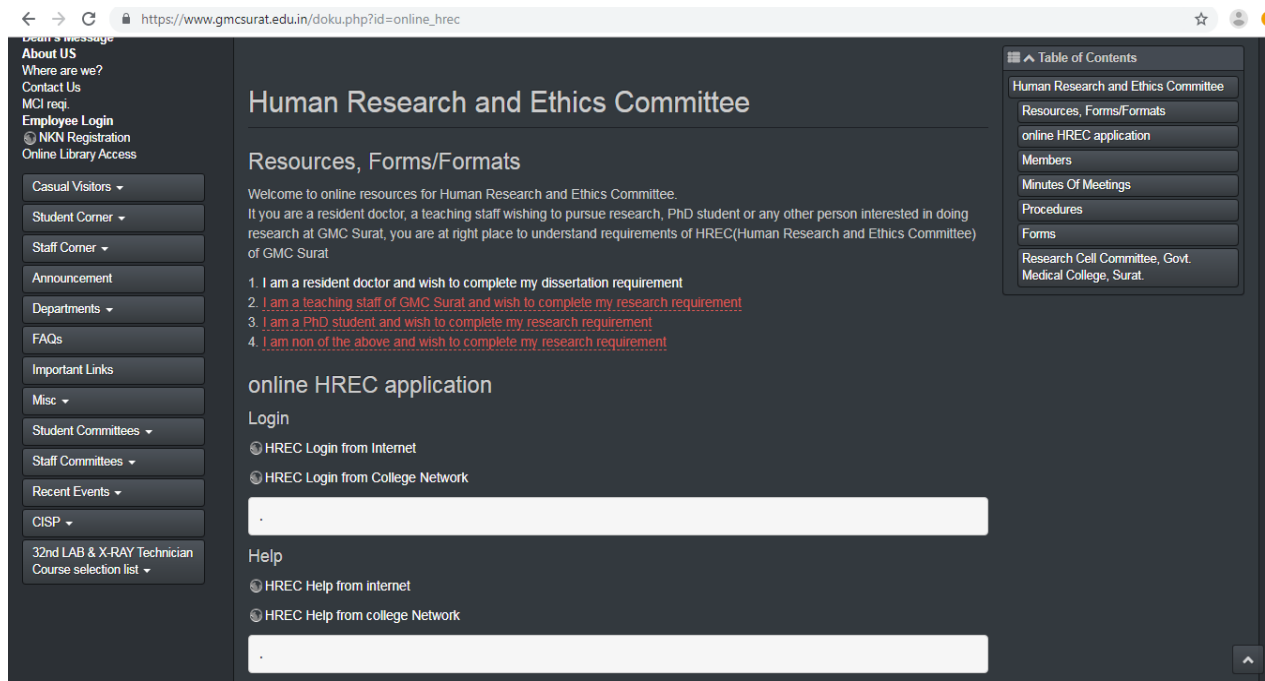 https://www.gmcsurat.edu.in/doku.php?id=online_hrec
Dean's Message
About US
Where are we?
Contact Us
MCI reqi.
Employee Login
NKN Registration
Online Library Access
Casual Visitors
Student Corner
Staff Corner
Announcement
Departments
FAQs
Important Links
Misc
Student Committees
Staff Committees
Recent Events
CISP
32nd LAB & X-RAY Technician
Course selection list
Human Research and Ethics Committee
Resources, Forms/Formats
Welcome to online resources for Human Research and Ethics Committee.
It you are a resident doctor, a teaching staff wishing to pursue research, PhD student or any other person interested in doing
research at GMC Surat, you are at right place to understand requirements of HREC(Human Research and Ethics Committee)
of GMC Surat
1. I am a resident doctor and wish to complete my dissertation requirement
2. I am a teaching staff of GMC Surat and wish to complete my research requirement
3. I am a PhD student and wish to complete my research requirement
4. I am non of the above and wish to complete my research requirement
online HREC application
Login
HREC Login from Internet
HREC Login from College Network
.
Help
HREC Help from internet
HREC Help from college Network
.
Table of Contents
Human Research and Ethics Committee
Resources, Forms/Formats
online HREC application
Members
Minutes Of Meetings
Procedures
Forms
Research Cell Committee, Govt.
Medical College, Surat.